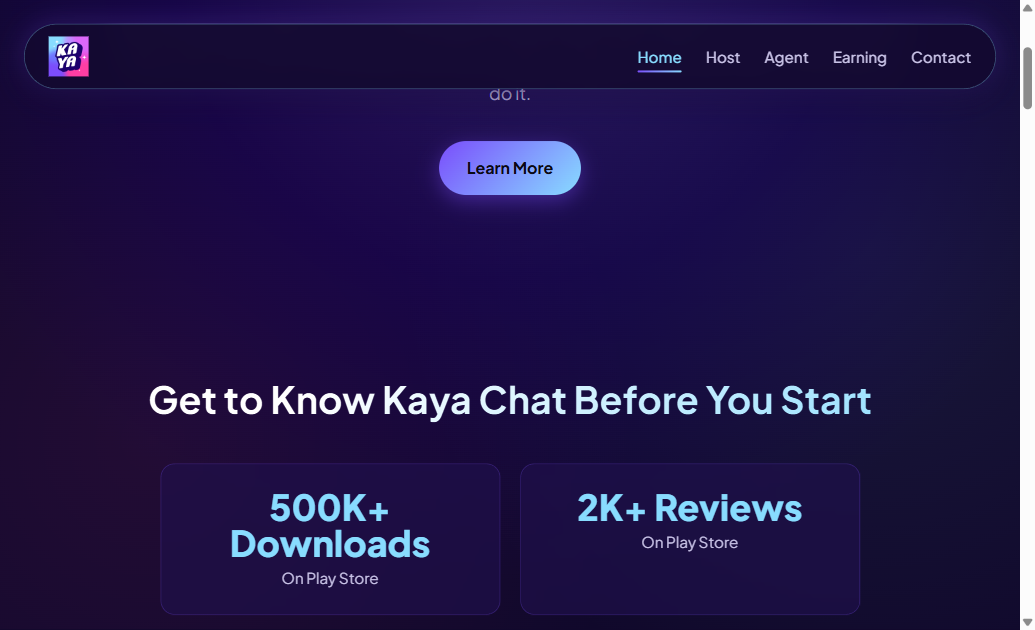 KA
YA
Home Host Agent Earning Contact
do it.
Learn More
Get to Know Kaya Chat Before You Start
500K+
Downloads
On Play Store
2K+ Reviews
On Play Store